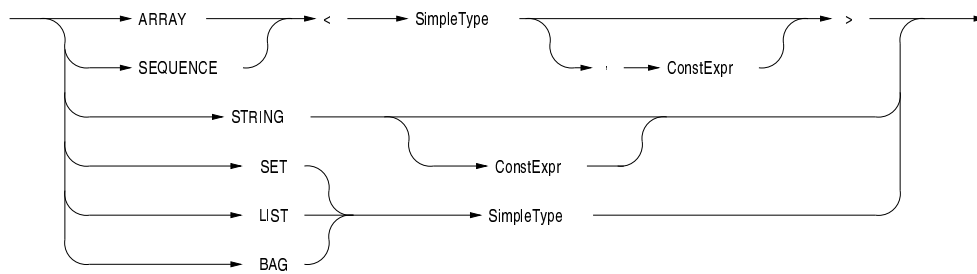 ARRAY < SimpleType >
SEQUENCE , ConstExpr
STRING
SET ConstExpr
LIST SimpleType
BAG